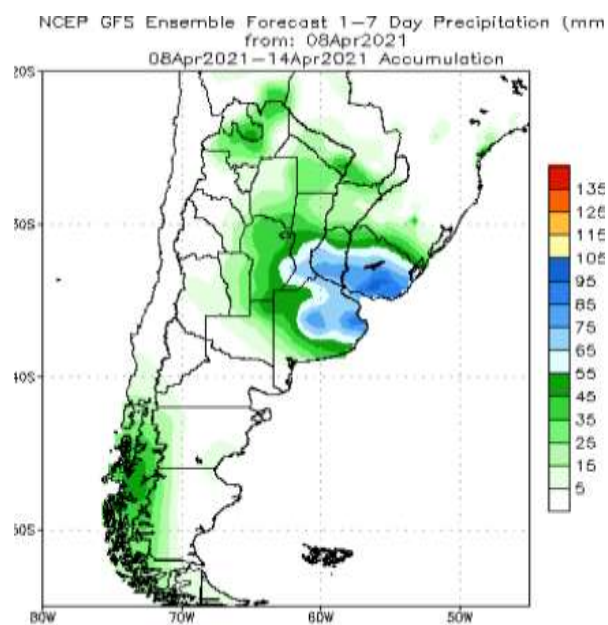 NCEP GFS Ensemble Forecast 1-7 Day Precipitation (mm
from: 08Apr2021
08Apr2021-14Apr2021 Accumulation
20S
30S
40S
50S
80W
70W
60W
50W
135
125
115
105
95
85
75
65
55
45
35
25
15
5